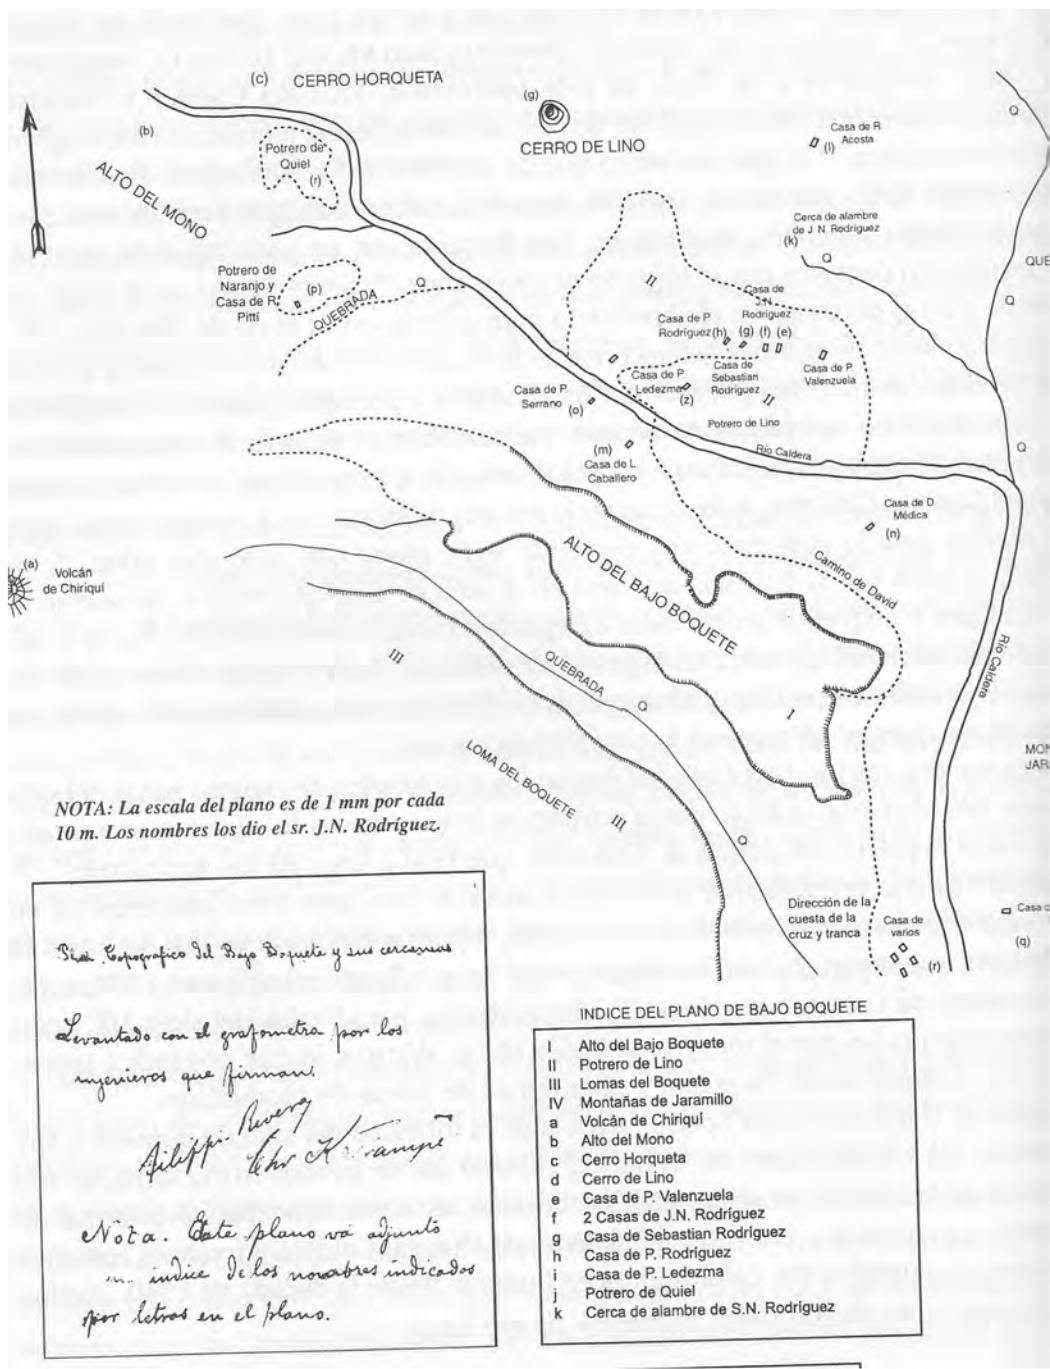 (c) CERRO HORQUETA
(g)
CERRO DE LINO
(b)
ALTO DEL MONO
Potrero de
Quiel
(r)
Casa de R.
Acosta
(l)
Q
Cerca de alambre
de J. N. Rodríguez
(k)
Q
QUE
Q
Potrero de
Naranjo y
Casa de R.
Pittí
(p)
QUEBRADA
Q
II
Casa de
J.N.
Rodríguez
Casa de P.
Rodríguez (h) (g) (f) (e)
Casa de P.
Ledezma
(z)
Casa de
Sebastian
Rodríguez
II
Casa de P.
Valenzuela
Casa de P.
Serrano
(o)
Potrero de Lino
Río Caldera
Q
(m)
Casa de L.
Caballero
Casa de D.
Médica
(n)
(a)
Volcán
de Chiriquí
ALTO DEL BAJO BOQUETE
Camino de David
III
QUEBRADA
Q
I
Río Caldera
LOMA DEL BOQUETE
III
MON
JAR
NOTA: La escala del plano es de 1 mm por cada
10 m. Los nombres los dio el sr. J.N. Rodríguez.
Q
Dirección de la
cuesta de la
cruz y tranca
Casa de
varios
(r)
Casa d
(q)
Topografico del Bajo Boquete y sus cercanias
Levantado con el grafometra por los
ingenieros que firman.
Nota. Este plano va adjunto
indice de los nombres indicados
por letras en el plano.
INDICE DEL PLANO DE BAJO BOQUETE
I Alto del Bajo Boquete
II Potrero de Lino
III Lomas del Boquete
IV Montañas de Jaramillo
a Volcán de Chiriquí
b Alto del Mono
c Cerro Horqueta
d Cerro de Lino
e Casa de P. Valenzuela
f 2 Casas de J.N. Rodríguez
g Casa de Sebastian Rodríguez
h Casa de P. Rodríguez
i Casa de P. Ledezma
j Potrero de Quiel
k Cerca de alambre de S.N. Rodríguez